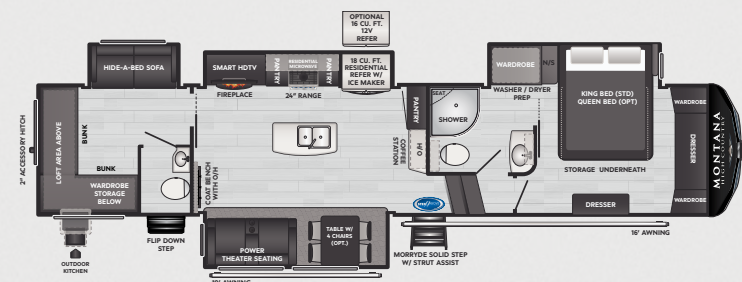 OPTIONAL
16 CU. FT.
12V
REFER
HIDE-A-BED SOFA
SMART HDTV
FIREPLACE
PANTRY
RESIDENTIAL
MICROWAVE
24" RANGE
PANTRY
18 CU. FT.
RESIDENTIAL
REFER W/
ICE MAKER
WARDROBE
N/S
WASHER / DRYER
PREP
KING BED (STD)
QUEEN BED (OPT)
STORAGE UNDERNEATH
WARDROBE
DRESSER
WARDROBE
MONTANA
HIGH COUNTRY
2" ACCESSORY HITCH
LOFT AREA ABOVE
BUNK
BUNK
WARDROBE
STORAGE
BELOW
COAT BENCH
WITH O/H
PANTRY
H/O
COFFEE
STATION
SEAT
SHOWER
DRESSER
OUTDOOR
KITCHEN
FLIP DOWN
STEP
POWER
THEATER SEATING
TABLE W/
4 CHAIRS
(OPT.)
MORRYDE SOLID STEP
W/ STRUT ASSIST
16' AWNING